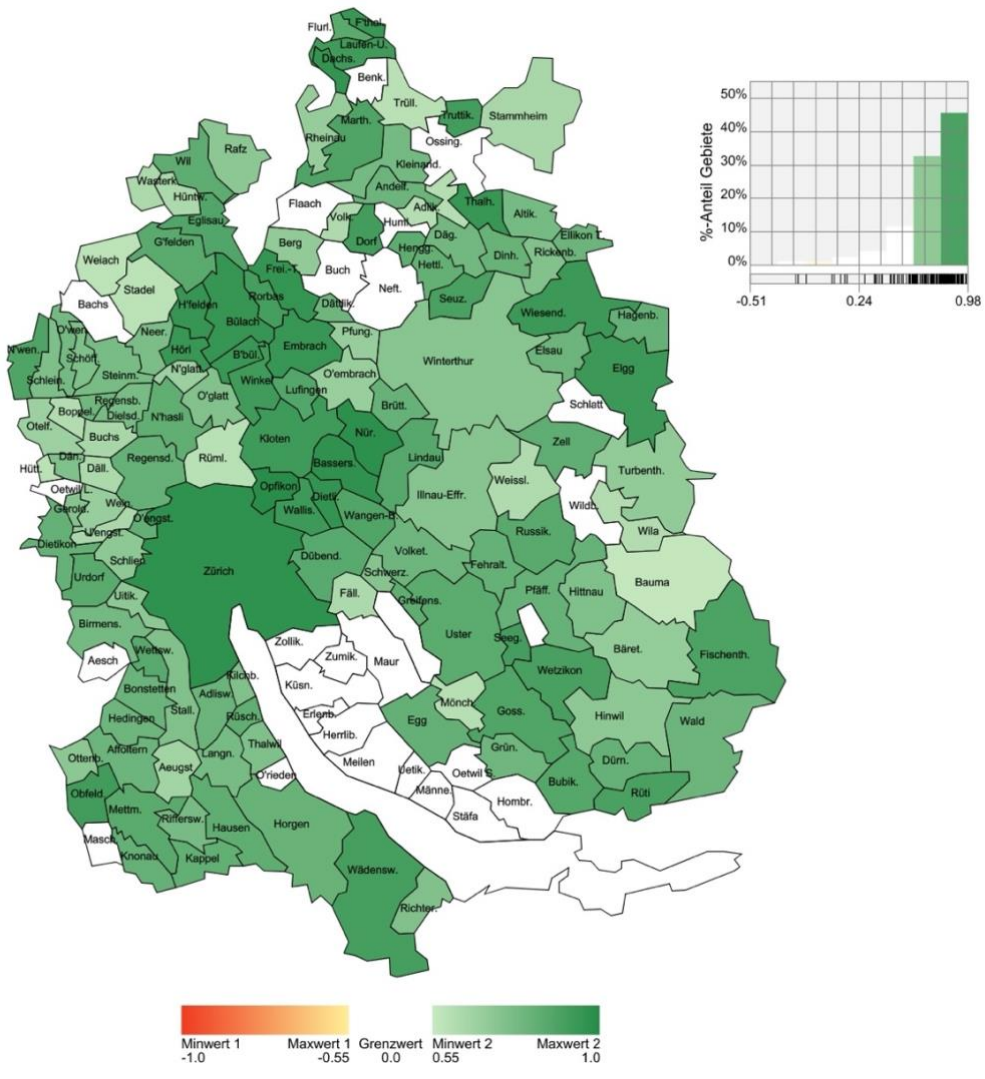 Flurl.
F'thal.
Laufen-U.
Dachs.
Benk.
Trüll.
Truttik.
Stammheim
Marth.
Rheinau
Ossing.
Rafz
Wil
Kleinand.
Wasterk.
Hüntw.
Andelf.
Flaach
Volk.
Adlik.
Thalh.
Altik.
Huml.
Eglisau
Dorf
Däg.
Ellikon T.
G'felden
Berg
Hengg.
Dinh.
Rickenb.
Weiach
Frei.-T.
Buch
Hettl.
Stadel
Neft.
Bachs
H'felden
Rorbas
Dättlik.
Seuz.
Wiesend.
Hagenb.
Bülach
O'wen.
Neer.
Pfung.
N'wen.
Höri
B'bül.
Embrach
Elsau
Schöff.
Winterthur
Elgg
Schlein.
Steinm.
N'glatt
Winkel
O'embrach
O'glatt
Lufingen
Regensb.
Boppel.
Dielsd.
N'hasli
Brütt.
Schlatt
Otelf.
Buchs
Kloten
Nür.
Zell
Dän.
Regensd.
Rüml.
Bassers.
Lindau
Hütt.
Däll.
Turbenth.
Oetwil L.
Opfikon
Illnau-Eff.
Weissl.
Wein.
Dietl.
Wildb.
Gerold.
O'engst.
Wallis.
Wangen-B.
U'engst.
Russik.
Wila
Dietikon
Schlien.
Dübend.
Volket.
Fehralt.
Urdorf
Zürich
Schwerz.
Bauma
Uitik.
Fäll.
Greifens.
Pfäff.
Hittnau
Birmens.
Uster
Zollik.
Seeg.
Wettsw.
Zumik.
Maur
Bäret.
Fischenth.
Aesch
Wetzikon
Kilchb.
Küsn.
Bonstetten
Adlisw.
Mönch.
Goss.
Hedingen
Stall.
Rüsch.
Erlenb.
Egg
Hinwil
Wald
Herrlib.
Affoltern
Thalwil
Grün.
Ottenb.
Langn.
Meilen
Dürn.
Aeugst
O'rieden
Uetik.
Oetwil S.
Obfeld
Männe.
Bubik.
Rüti
Mettm.
Hombr.
Riffersw.
Hausen
Horgen
Stäfa
Masch.
Knonau
Kappel
Wädensw.
Richter.
%-Anteil Gebiete
50%
40%
30%
20%
10%
0%
-0.51 0.24 0.98
Minwert 1 Maxwert 1 Grenzwert Minwert 2 Maxwert 2
-1.0 -0.55 0.0 0.55 1.0